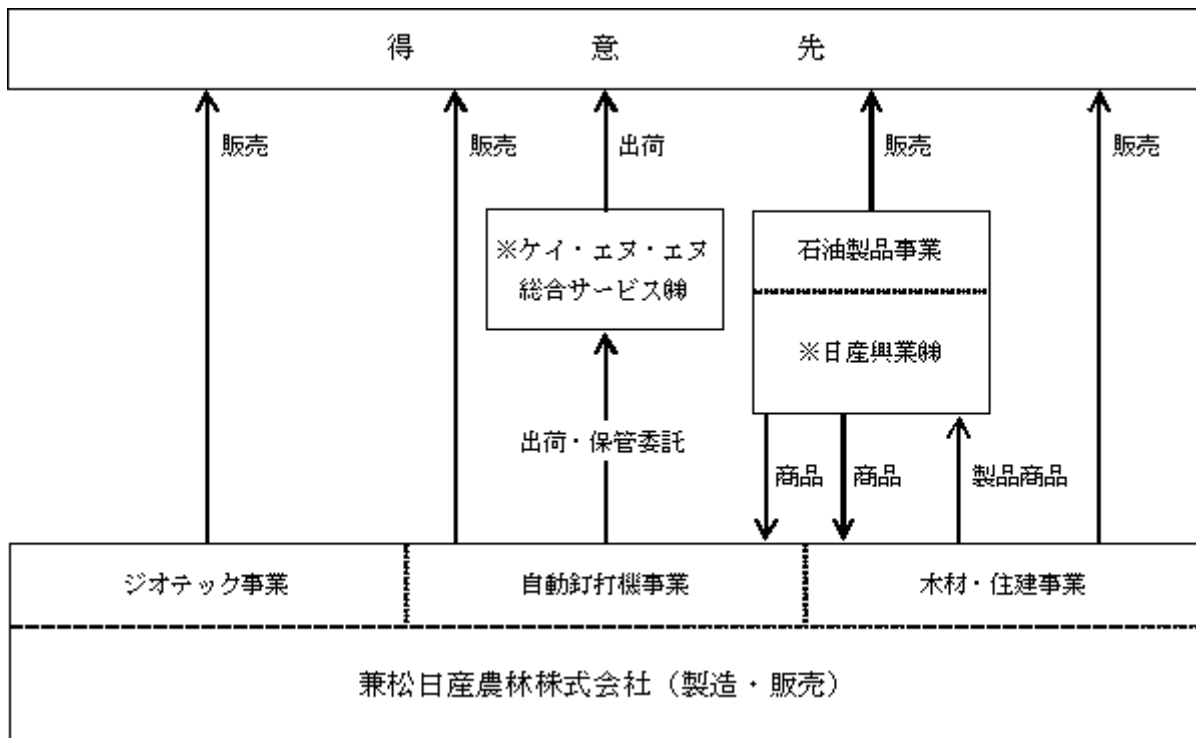 得意先
販売
販売
出荷
販売
販売
※ケイ・エヌ・エヌ
総合サービス㈱
石油製品事業
※日産興業㈱
出荷・保管委託
商品
商品
製品商品
ジオテック事業
自動釘打機事業
木材・住建事業
兼松日産農林株式会社（製造・販売）